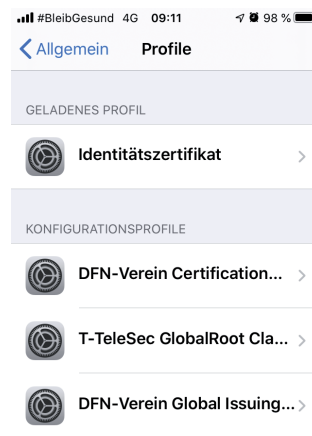 #BleibGesund 4G 09:11 98 %
Allgemein Profile
GELADENES PROFIL
Identitätszertifikat
KONFIGURATIONSPROFILE
DFN-Verein Certification...
T-TeleSec GlobalRoot Cla...
DFN-Verein Global Issuing...